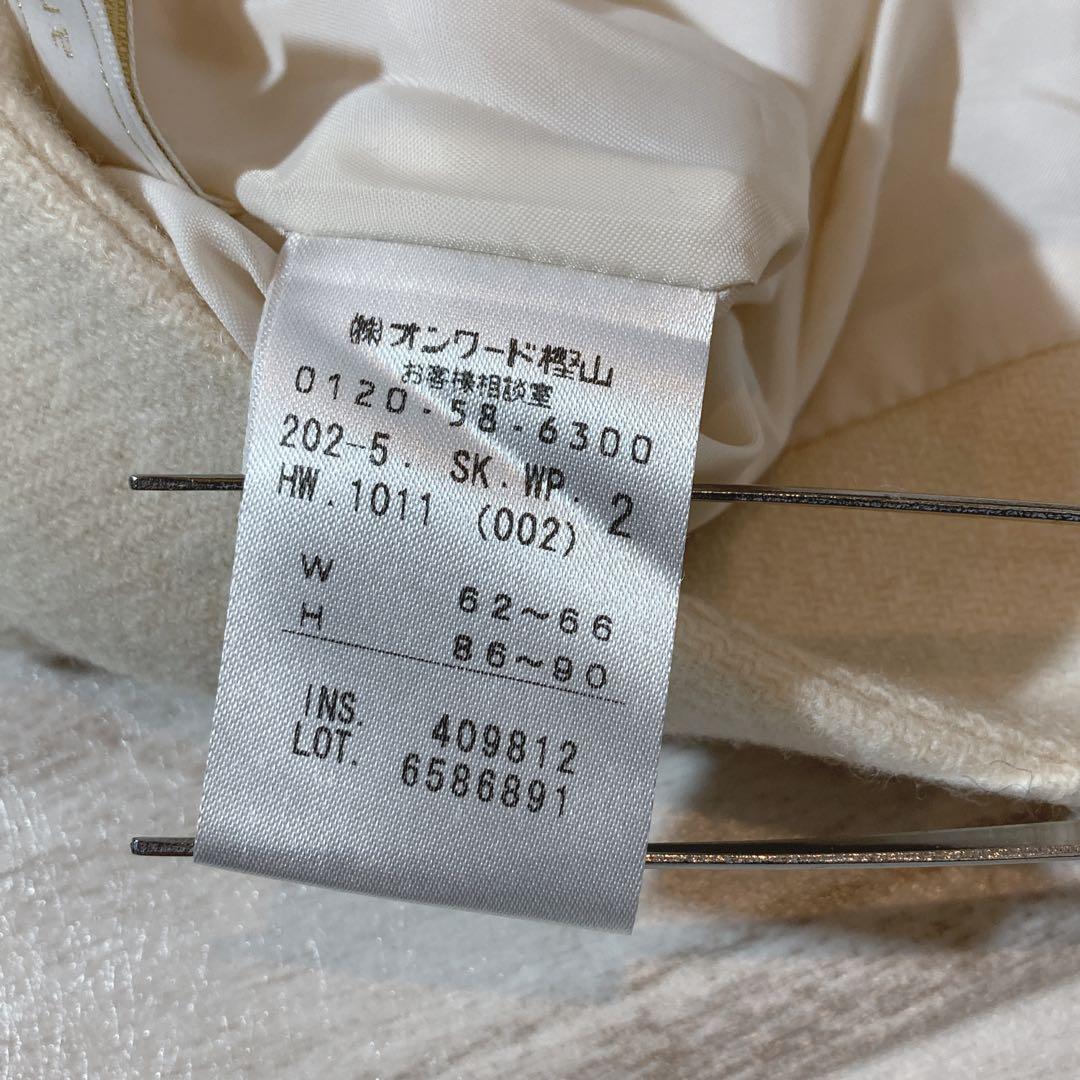 (株)オンワード樫山
お客様相談室
0120-58-6300
202-5. SK.WP. 2
HW.1011 (002)
W 62～66
H 86～90
INS. 409812
LOT. 6586891